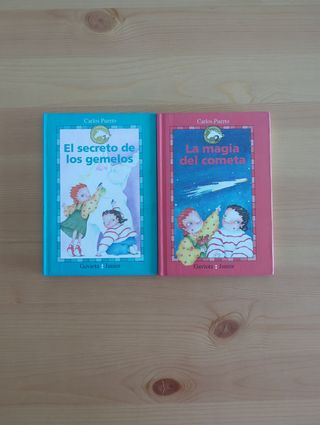 Carlos Puerto
El secreto de
los gemelos
Gaviota Junior
Carlos Puerto
La magia
del cometa
Gaviota Junior